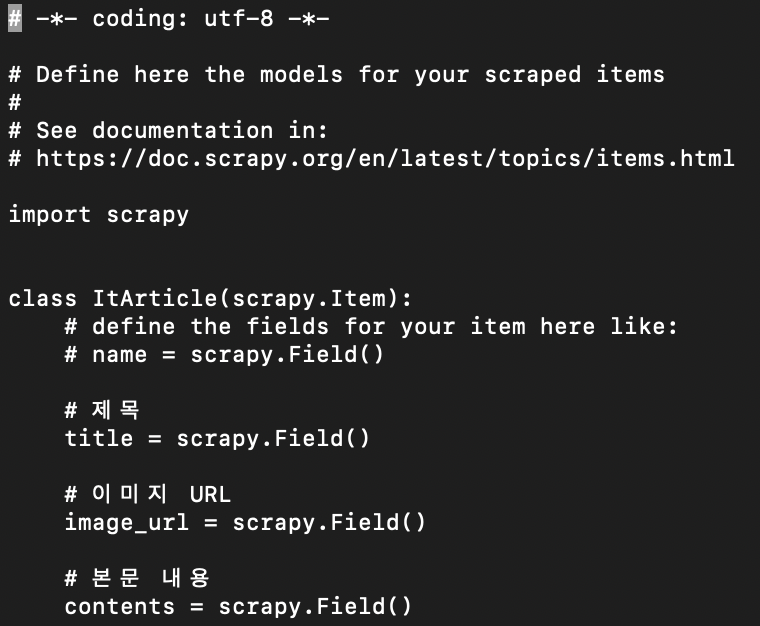 # -*- coding: utf-8 -*-
# Define here the models for your scraped items
#
# See documentation in:
# https://doc.scrapy.org/en/latest/topics/items.html
import scrapy
class ItArticle(scrapy.Item):
    # define the fields for your item here like:
    # name = scrapy.Field()
    # 제목
    title = scrapy.Field()
    # 이미지 URL
    image_url = scrapy.Field()
    # 본문 내용
    contents = scrapy.Field()